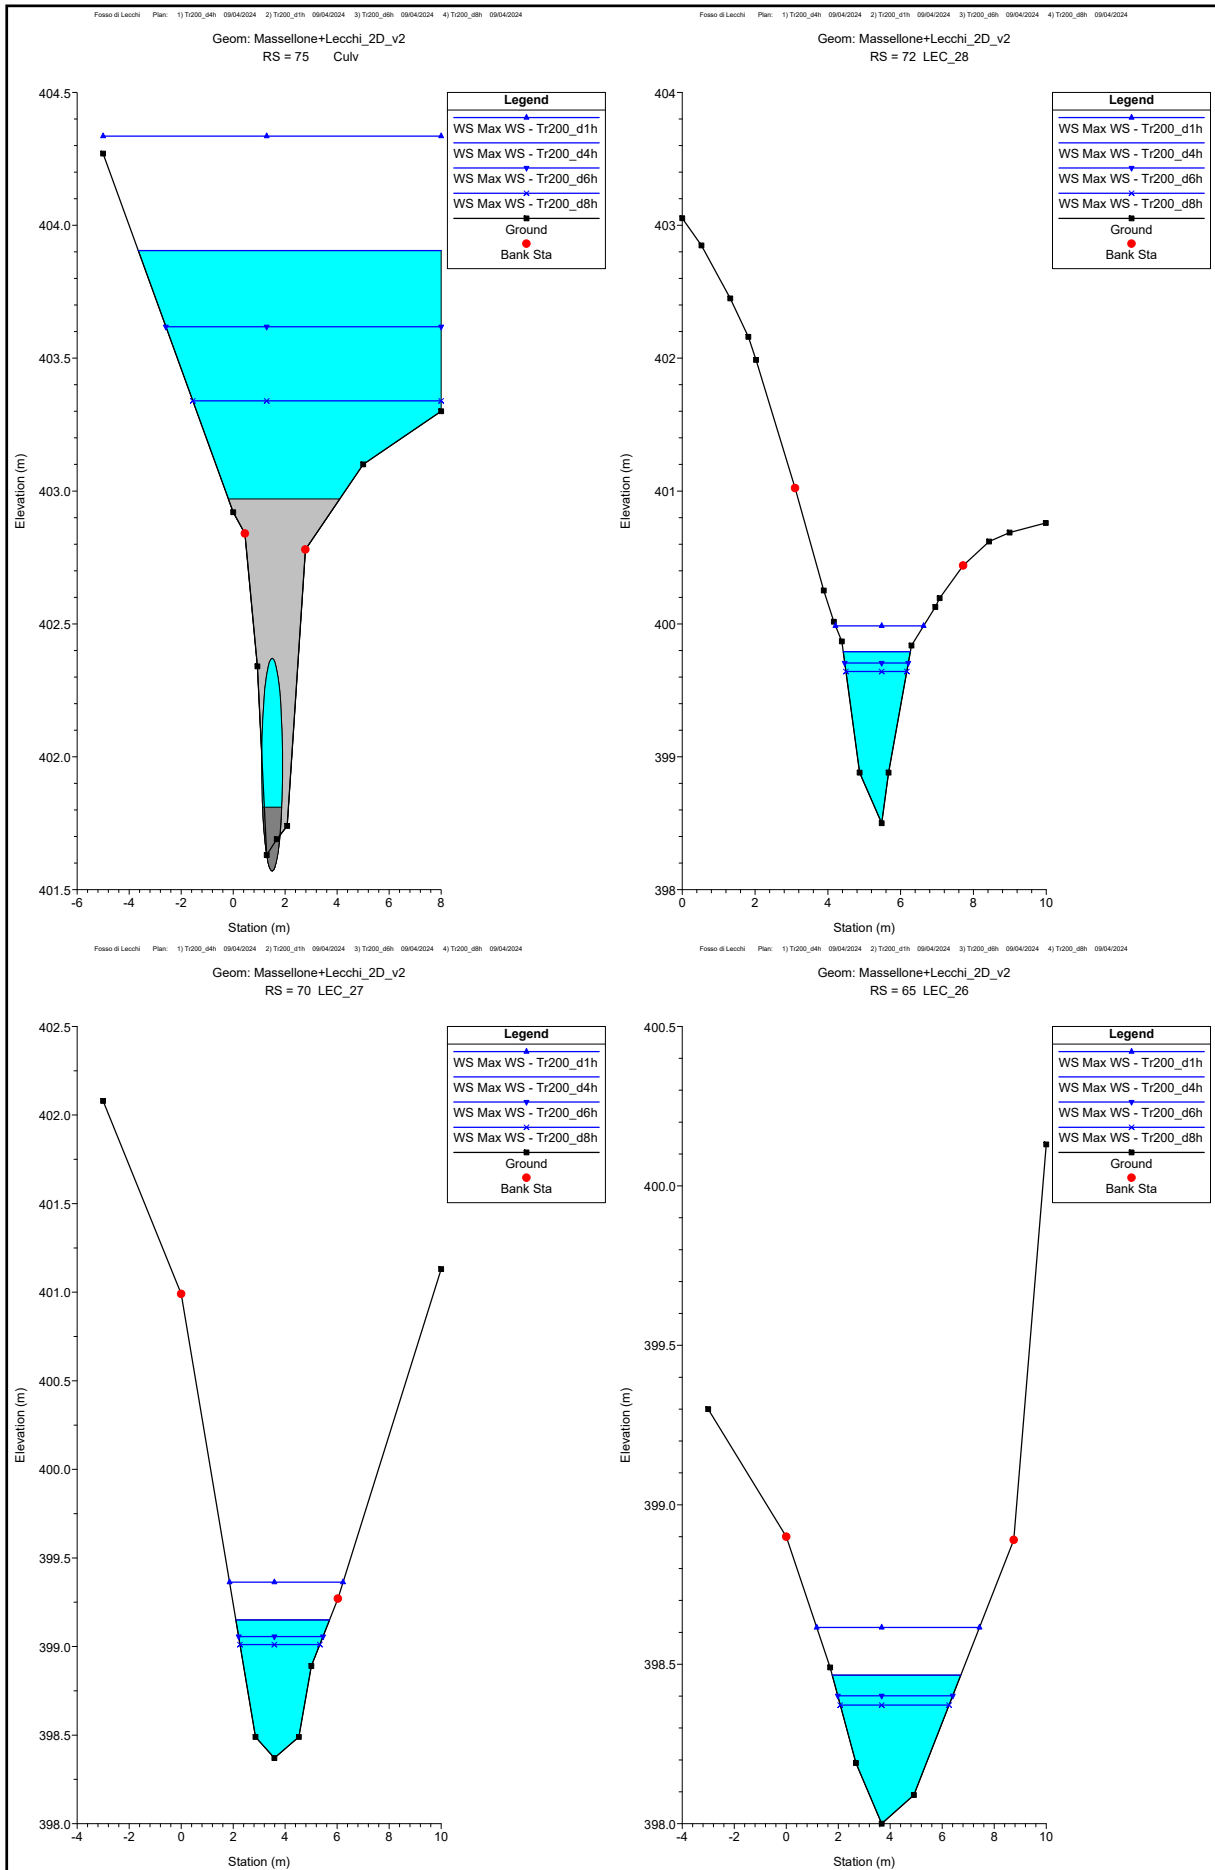 Fosso di Lecchi Plan: 1) Tr200_d4h 09/04/2024 2) Tr200_d1h 09/04/2024 3) Tr200_d6h 09/04/2024 4) Tr200_d8h 09/04/2024
Geom: Massellone+Lecchi_2D_v2
RS = 75 Culv
404.5
404.0
403.5
403.0
402.5
402.0
401.5
Elevation (m)
-6 -4 -2 0 2 4 6 8
Station (m)
Legend
WS Max WS - Tr200_d1h
WS Max WS - Tr200_d4h
WS Max WS - Tr200_d6h
WS Max WS - Tr200_d8h
Ground
Bank Sta
Fosso di Lecchi Plan: 1) Tr200_d4h 09/04/2024 2) Tr200_d1h 09/04/2024 3) Tr200_d6h 09/04/2024 4) Tr200_d8h 09/04/2024
Geom: Massellone+Lecchi_2D_v2
RS = 72 LEC_28
404
403
402
401
400
399
398
Elevation (m)
0 2 4 6 8 10
Station (m)
Legend
WS Max WS - Tr200_d1h
WS Max WS - Tr200_d4h
WS Max WS - Tr200_d6h
WS Max WS - Tr200_d8h
Ground
Bank Sta
Fosso di Lecchi Plan: 1) Tr200_d4h 09/04/2024 2) Tr200_d1h 09/04/2024 3) Tr200_d6h 09/04/2024 4) Tr200_d8h 09/04/2024
Geom: Massellone+Lecchi_2D_v2
RS = 70 LEC_27
402.5
402.0
401.5
401.0
400.5
400.0
399.5
399.0
398.5
398.0
Elevation (m)
-4 -2 0 2 4 6 8 10
Station (m)
Legend
WS Max WS - Tr200_d1h
WS Max WS - Tr200_d4h
WS Max WS - Tr200_d6h
WS Max WS - Tr200_d8h
Ground
Bank Sta
Fosso di Lecchi Plan: 1) Tr200_d4h 09/04/2024 2) Tr200_d1h 09/04/2024 3) Tr200_d6h 09/04/2024 4) Tr200_d8h 09/04/2024
Geom: Massellone+Lecchi_2D_v2
RS = 65 LEC_26
400.5
400.0
399.5
399.0
398.5
398.0
Elevation (m)
-4 -2 0 2 4 6 8 10
Station (m)
Legend
WS Max WS - Tr200_d1h
WS Max WS - Tr200_d4h
WS Max WS - Tr200_d6h
WS Max WS - Tr200_d8h
Ground
Bank Sta